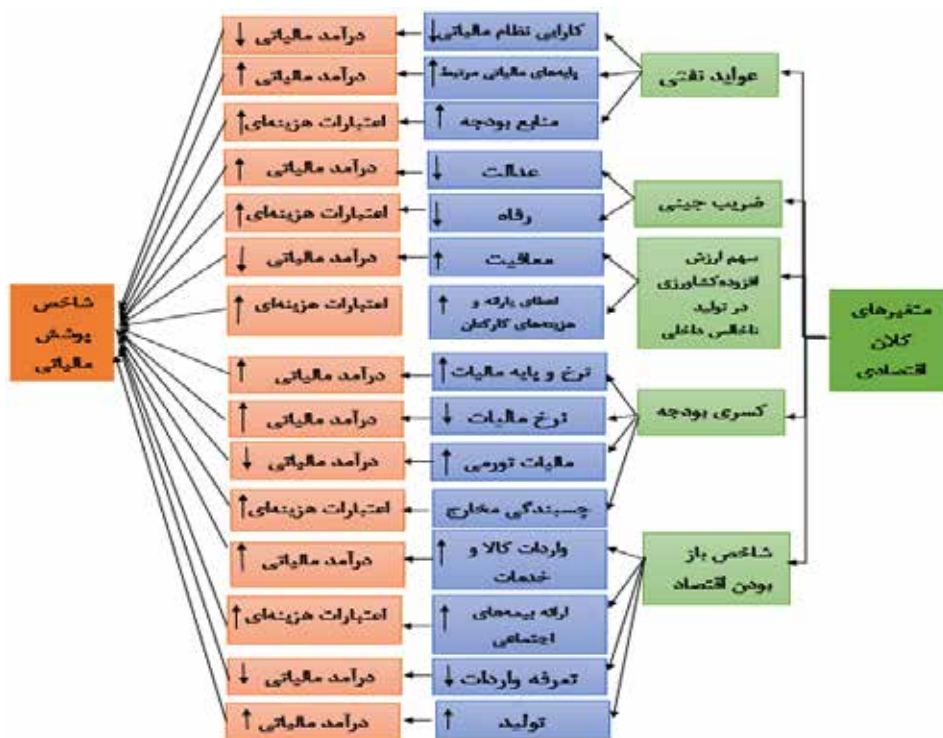 متغیرهای
کلان
اقتصادی
عواید نفتی
ضریب جینی
سهم ارزش
افزوده‌کشاورزی
در تولید
ناخالص داخلی
کسری بودجه
شاخص باز
بودن اقتصاد
کارایی نظام مالیاتی↓
پایه‌های مالیاتی مرتبط↑
منابع بودجه ↑
عدالت ↓
رفاه ↓
معافیت ↑
اعطای یارانه و
هزینه‌های کارکنان ↑
نرخ و پایه مالیات ↑
نرخ مالیات ↓
مالیات تورمی ↑
چسبندگی مخارج
واردات کالا و
خدمات ↑
ارائه بیمه‌های
اجتماعی ↑
تعرفه واردات ↓
تولید ↑
درآمد مالیاتی ↓
درآمد مالیاتی ↑
اعتبارات هزینه‌ای ↑
درآمد مالیاتی ↑
اعتبارات هزینه‌ای ↑
درآمد مالیاتی ↓
اعتبارات هزینه‌ای ↑
درآمد مالیاتی ↑
درآمد مالیاتی ↑
درآمد مالیاتی ↓
اعتبارات هزینه‌ای ↑
درآمد مالیاتی ↑
اعتبارات هزینه‌ای ↑
درآمد مالیاتی ↓
درآمد مالیاتی ↑
شاخص
پوشش
مالیاتی